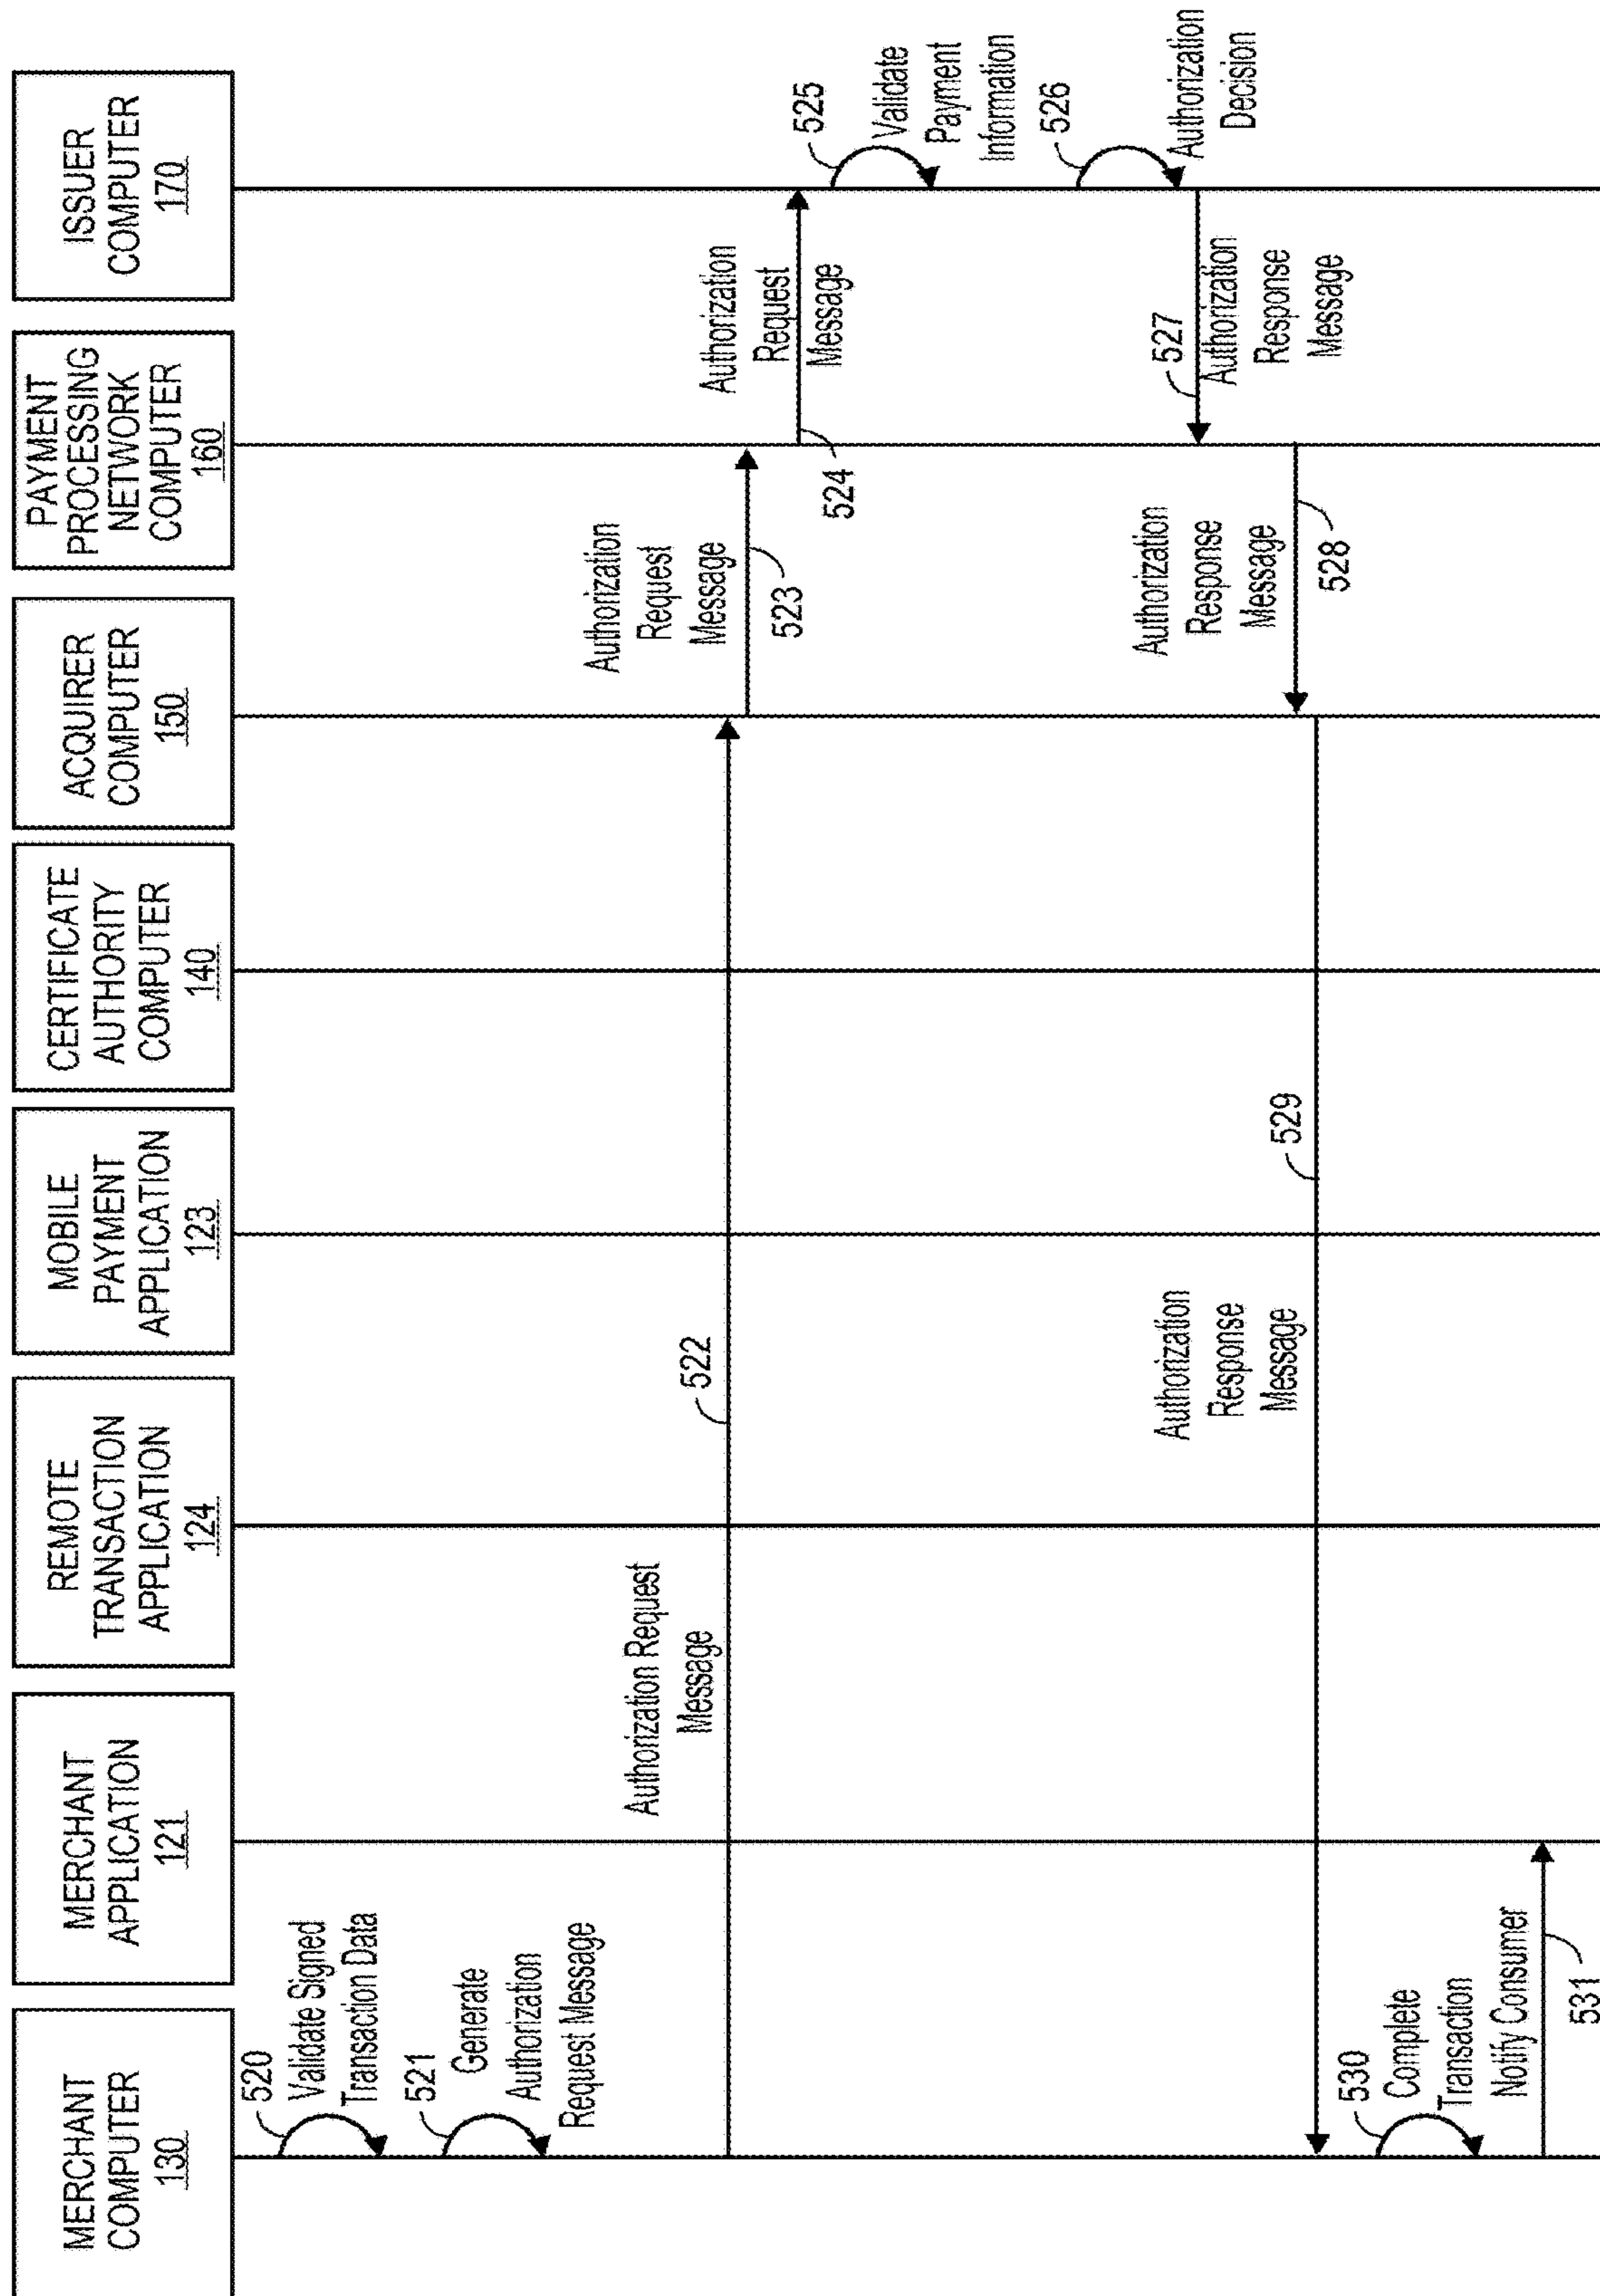 MERCHANT
COMPUTER
130
MERCHANT
APPLICATION
121
REMOTE
TRANSACTION
APPLICATION
124
MOBILE
PAYMENT
APPLICATION
123
CERTIFICATE
AUTHORITY
COMPUTER
140
ACQUIRER
COMPUTER
150
PAYMENT
PROCESSING
NETWORK
COMPUTER
160
ISSUER
COMPUTER
170
520
Validate Signed
Transaction Data
521
Generate
Authorization
Request Message
Authorization Request
Message
522
Authorization
Request
Message
523
Authorization
Request
Message
524
525
Validate
Payment
Information
526
Authorization
Decision
527
Authorization
Response
Message
Authorization
Response
Message
528
Authorization
Response
Message
529
530
Complete
Transaction
Notify Consumer
531